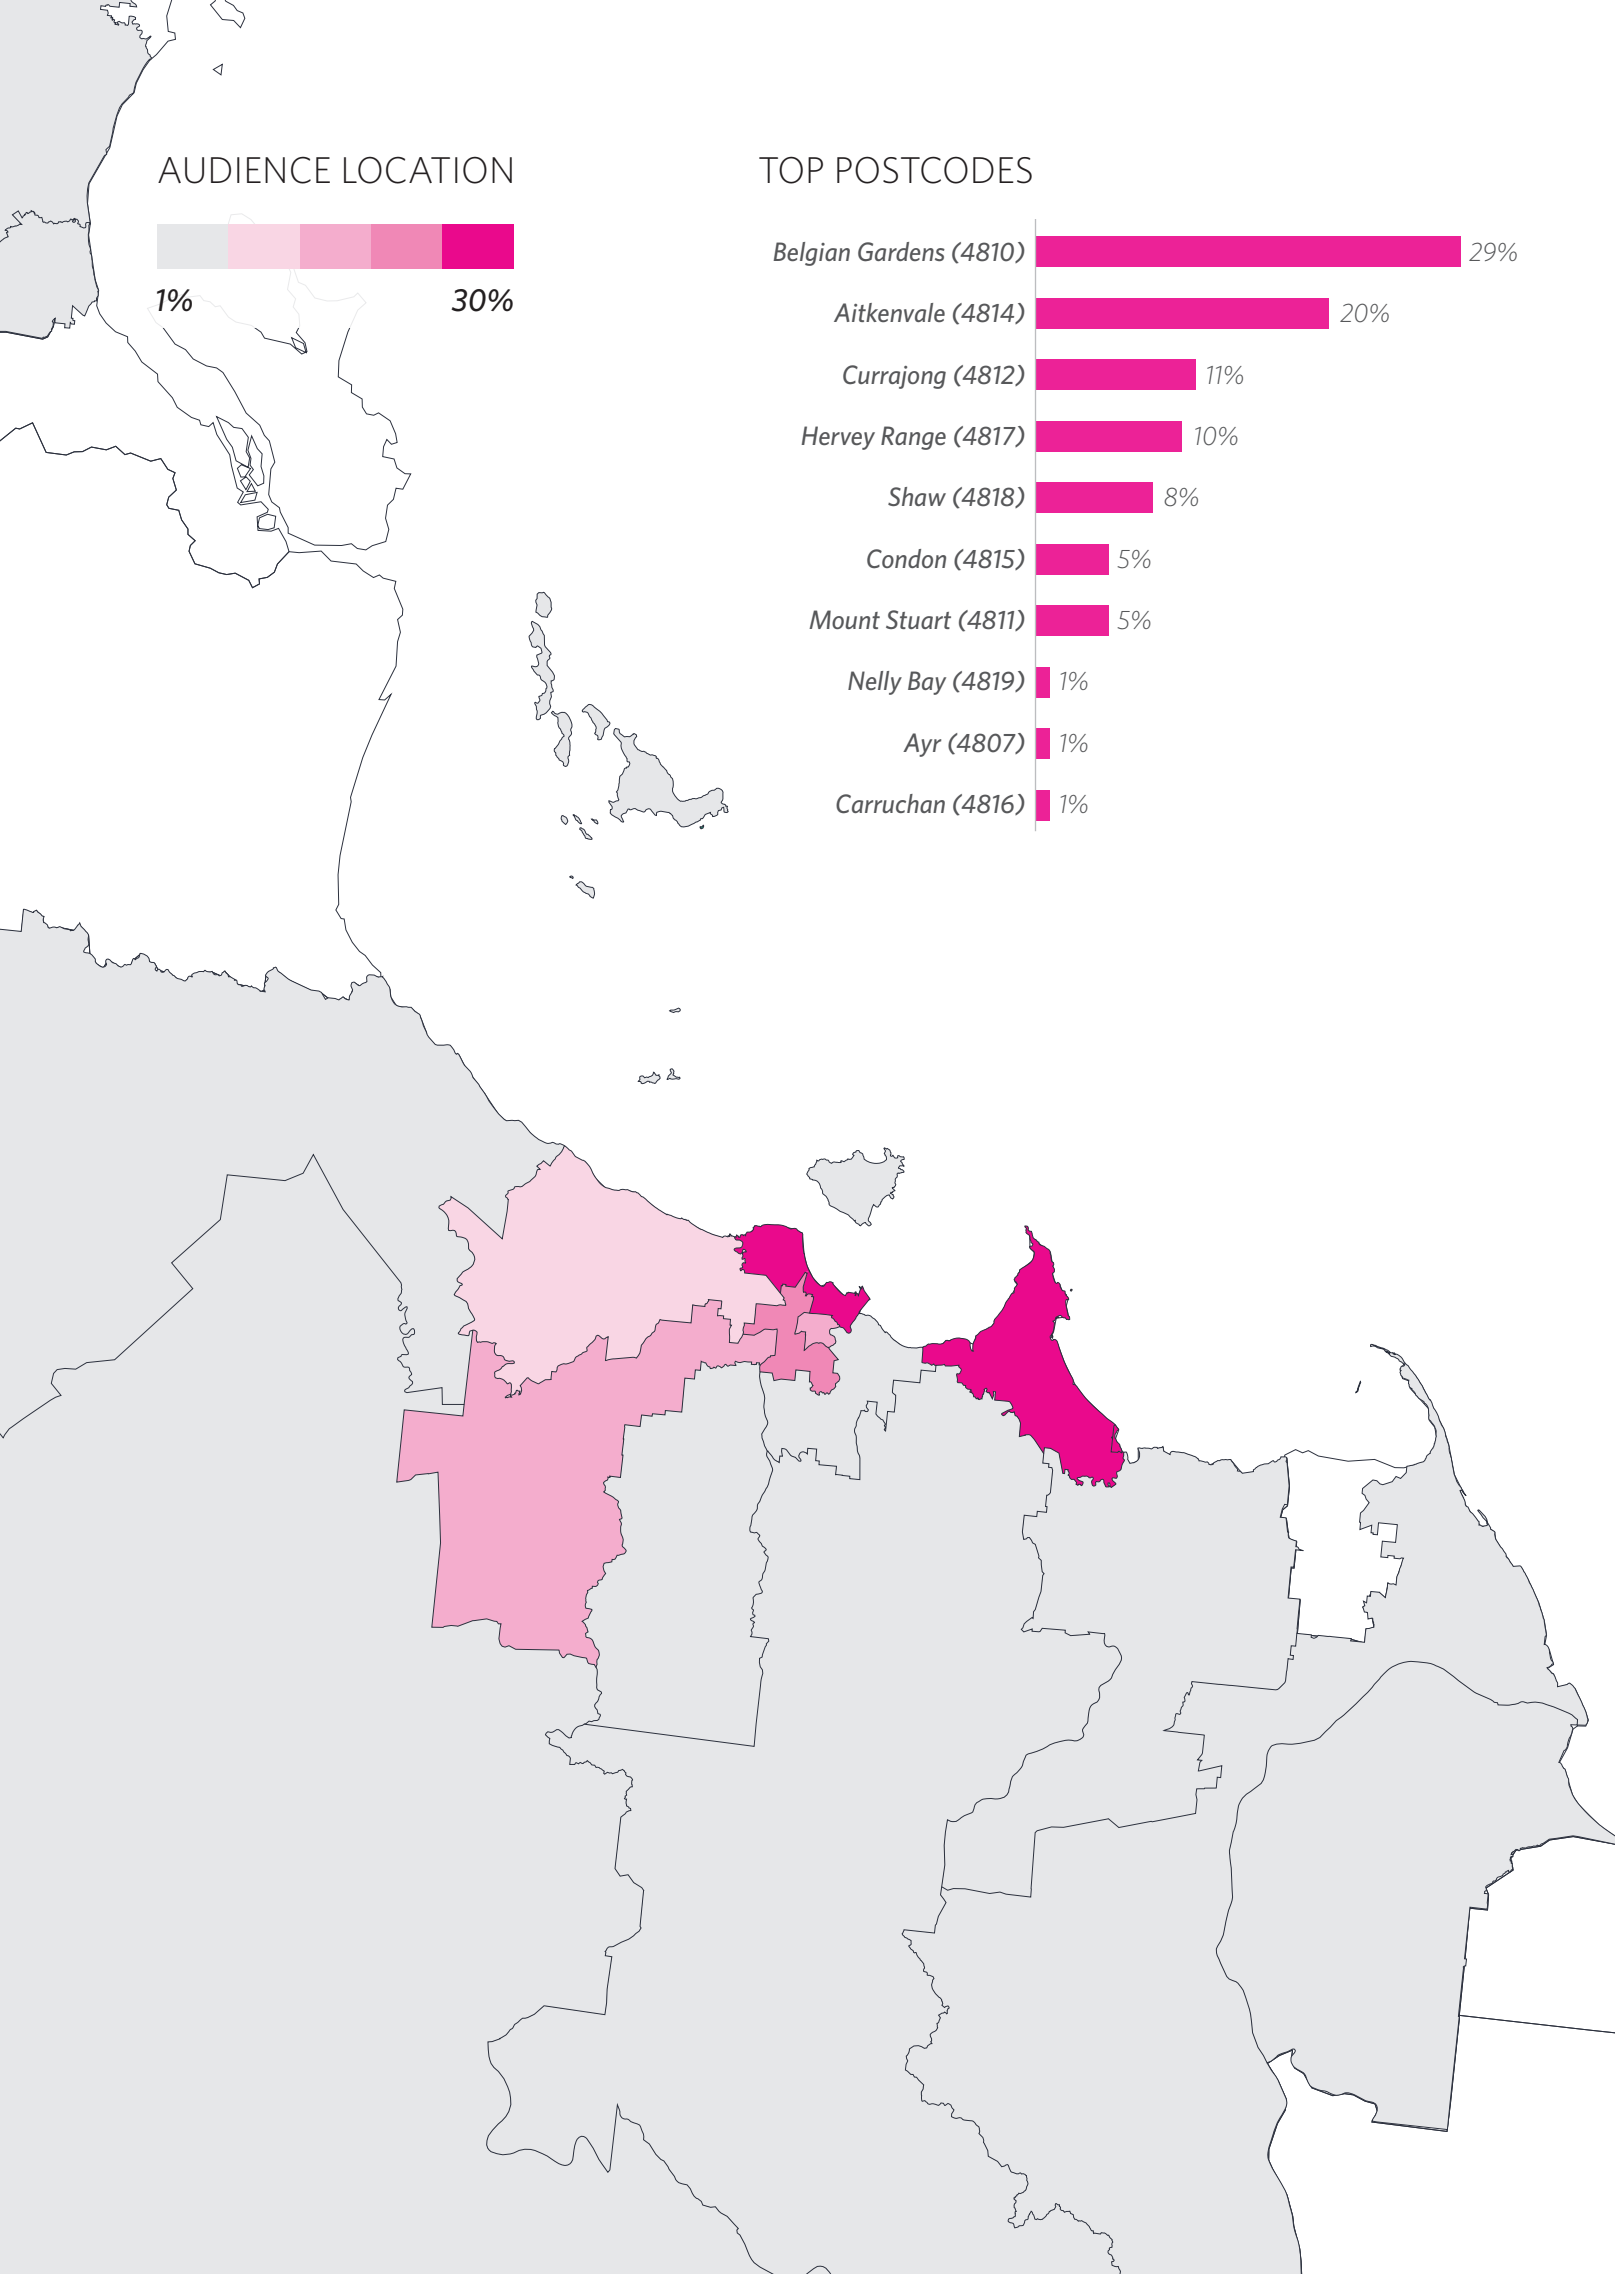 AUDIENCE LOCATION
1% 30%
TOP POSTCODES
Belgian Gardens (4810) 29%
Aitkenvale (4814) 20%
Currajong (4812) 11%
Hervey Range (4817) 10%
Shaw (4818) 8%
Condon (4815) 5%
Mount Stuart (4811) 5%
Nelly Bay (4819) 1%
Ayr (4807) 1%
Carruchan (4816) 1%